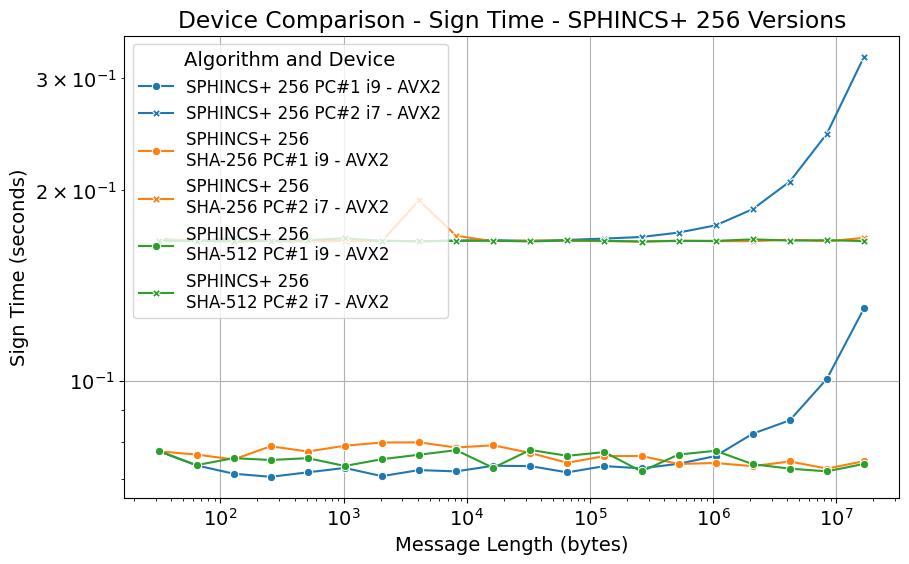 Device Comparison - Sign Time - SPHINCS+ 256 Versions
Algorithm and Device
SPHINCS+ 256 PC#1 i9 - AVX2
SPHINCS+ 256 PC#2 i7 - AVX2
SPHINCS+ 256
SHA-256 PC#1 i9 - AVX2
SPHINCS+ 256
SHA-256 PC#2 i7 - AVX2
SPHINCS+ 256
SHA-512 PC#1 i9 - AVX2
SPHINCS+ 256
SHA-512 PC#2 i7 - AVX2
Sign Time (seconds)
3 × 10⁻¹
2 × 10⁻¹
10⁻¹
10²
10³
10⁴
10⁵
10⁶
10⁷
Message Length (bytes)